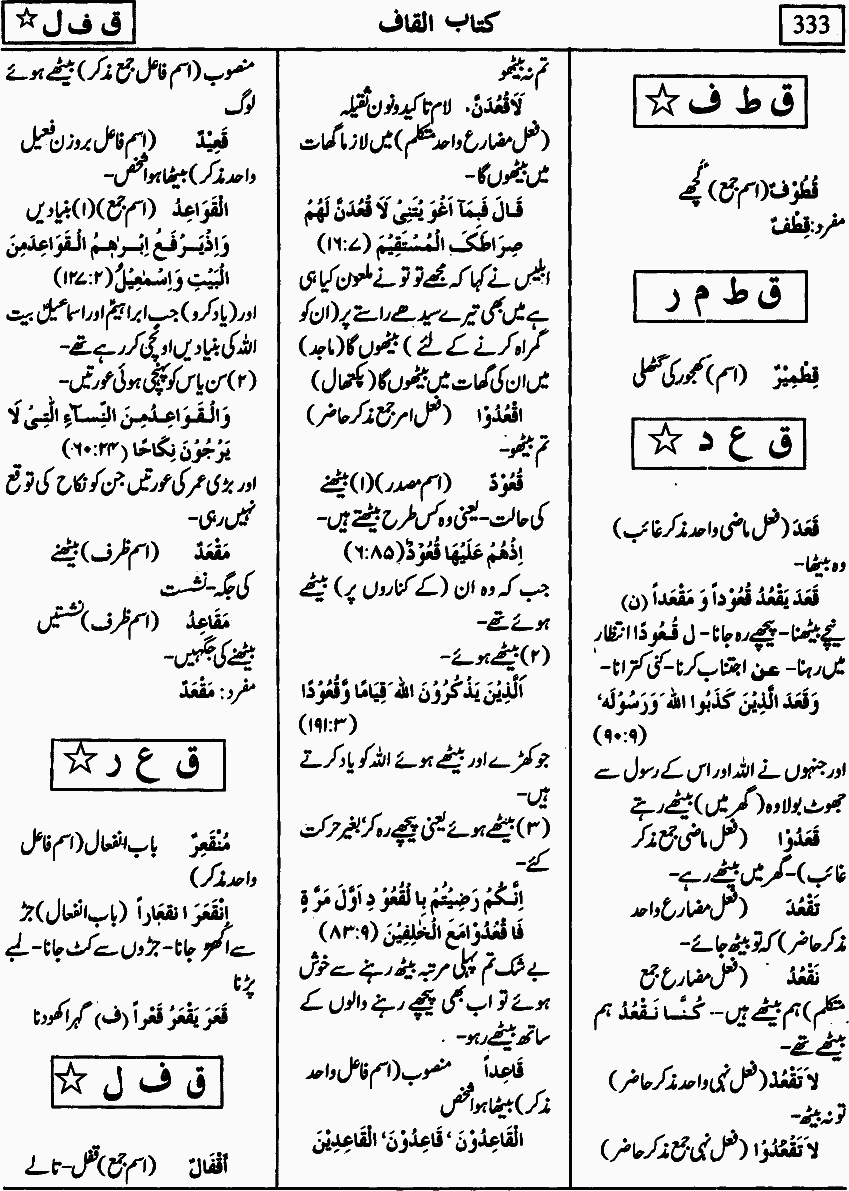 333
کتاب القاف
ق ف ل ☆
ق ط ف ☆
قُطُوْفٌ (اسم جمع) گچھے
مفرد: قِطْفٌ
ق ط م ر
قِطْمِیْرٌ (اسم) کھجور کی گٹھلی
ق ع د ☆
قَعَدَ (فعل ماضی واحد مذکر غائب)
وہ بیٹھا-
قَعَدَ یَقْعُدُ قُعُوْداً وَ مَقْعَداً (ن)
نیچے بیٹھنا- پیچھے رہ جانا- ل قُعُودًا انتظار
میں رہنا- عن اجتناب کرنا- کنی کترانا-
وَقَعَدَ الَّذِیْنَ کَذَبُوا اللّٰهَ وَرَسُوْلَهٗ
(۹:۹۰)
اور جنہوں نے اللہ اور اس کے رسول سے
جھوٹ بولا وہ (گھر میں) بیٹھے رہتے
قَعَدُوْا (فعل ماضی جمع مذکر
غائب)- گھر میں بیٹھے رہے-
تَقْعُدَ (فعل مضارع واحد
مذکر حاضر) کہ تو بیٹھ جائے-
نَقْعُدُ (فعل مضارع جمع
متکلم) ہم بیٹھے ہیں-- کُنَّا نَقْعُدُ ہم
بیٹھے تھے-
لَا تَقْعُدْ (فعل نہی واحد مذکر حاضر)
تو نہ بیٹھ-
لَا تَقْعُدُوْا (فعل نہی جمع مذکر حاضر)
تم نہ بیٹھو
لَاَقْعُدَنَّ. لام تاکید و نون ثقیلہ
(فعل مضارع واحد متکلم) میں لازما گھات
میں بیٹھوں گا-
قَالَ فَبِمَآ اَغْوَیْتَنِیْ لَاَقْعُدَنَّ لَهُمْ
صِرَاطَکَ الْمُسْتَقِیْمَ (۷:۱۶)
ابلیس نے کہا کہ مجھے تو تو نے ملعون کیا ہی
ہے میں بھی تیرے سیدھے راستے پر (ان کو
گمراہ کرنے کے لئے) بیٹھوں گا (ماجد)
میں ان کی گھات میں بیٹھوں گا (پکتھال)
اقْعُدُوْا (فعل امر جمع مذکر حاضر)
تم بیٹھو-
قُعُوْدٌ (اسم مصدر) (۱) بیٹھنے
کی حالت- یعنی وہ کس طرح بیٹھتے ہیں-
اِذْهُمْ عَلَیْهَا قُعُوْدٌ (۸۵:۶)
جب کہ وہ ان (کے کناروں پر) بیٹھے
ہوئے تھے-
(۲) بیٹھے ہوئے-
اَلَّذِیْنَ یَذْکُرُوْنَ اللّٰهَ قِیَامًا وَّقُعُوْدًا
(۳:۱۹۱)
جو کھڑے اور بیٹھے ہوئے اللہ کو یاد کرتے
ہیں-
(۳) بیٹھے ہوئے یعنی پیچھے رہ کر، بغیر حرکت
کئے-
اِنَّکُمْ رَضِیْتُمْ بِالْقُعُوْدِ اَوَّلَ مَرَّةٍ
فَاقْعُدُوْا مَعَ الْخٰلِفِیْنَ (۹:۸۳)
بے شک تم پہلی مرتبہ بیٹھ رہنے سے خوش
ہوئے تو اب بھی پیچھے رہنے والوں کے
ساتھ بیٹھے رہو-
قَاعِداً منصوب (اسم فاعل واحد
مذکر) بیٹھا ہوا شخص
الْقَاعِدُوْنَ، قَاعِدُوْنَ، الْقَاعِدِیْنَ
منصوب (اسم فاعل جمع مذکر) بیٹھے ہوئے
لوگ
قَعِیْدٌ (اسم فاعل بروزن فعیل
واحد مذکر) بیٹھا ہوا شخص-
الْقَوَاعِدُ (اسم جمع) (۱) بنیادیں
وَاِذْیَرْفَعُ اِبْرٰهِمُ الْقَوَاعِدَمِنَ
الْبَیْتِ وَاِسْمٰعِیْلُ (۲:۱۲۷)
اور (یاد کرو) جب ابراہیمؑ اور اسماعیلؑ بیت
اللہ کی بنیادیں اونچی کر رہے تھے-
(۲) سن یاس کو پہنچی ہوئی عورتیں-
وَالْقَوَاعِدُمِنَ النِّسَآءِ الّٰتِیْ لَا
یَرْجُوْنَ نِکَاحًا (۲۴:۶۰)
اور بڑی عمر کی عورتیں جن کو نکاح کی توقع
نہیں رہی-
مَقْعَدٌ (اسم ظرف) بیٹھنے
کی جگہ- نشست
مَقَاعِدُ (اسم ظرف) نشستیں
بیٹھنے کی جگہیں-
مفرد: مَقْعَدٌ
ق ع ر ☆
مُنْقَعِرٌ باب انفعال (اسم فاعل
واحد مذکر)
اِنْقَعَرَ انقعاراً (باب انفعال) جڑ
سے اکھڑ جانا- جڑوں سے کٹ جانا- لمبے
پڑنا
قَعَرَ یَقْعَرُ قَعْراً (ف) گہرا کھودنا
ق ف ل ☆
اَقْفَالٌ (اسم جمع) قفل- تالے